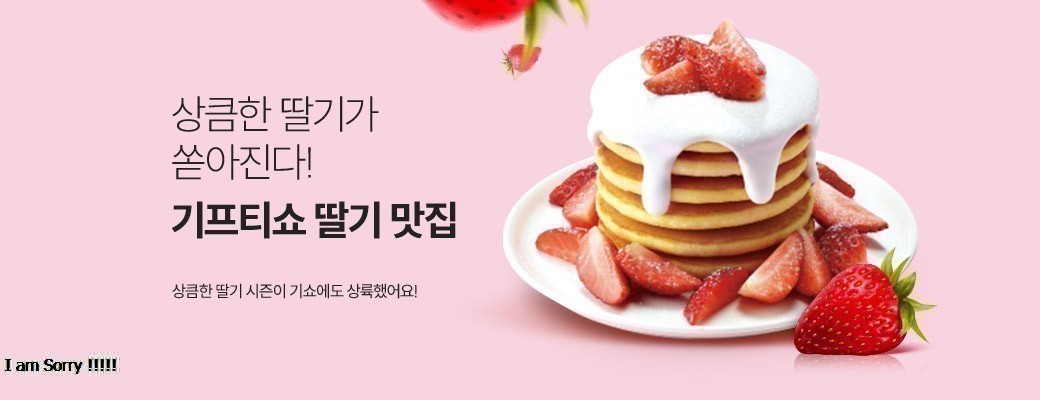 상큼한 딸기가
쏟아진다!
기프티쇼 딸기 맛집
상큼한 딸기 시즌이 기쇼에도 상륙했어요!
I am Sorry !!!!!